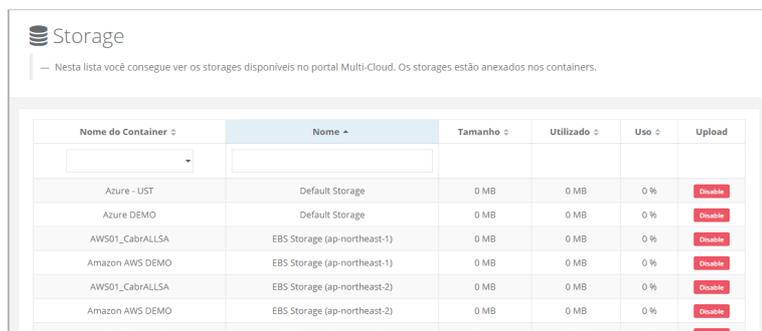 Storage
— Nesta lista você consegue ver os storages disponíveis no portal Multi-Cloud. Os storages estão anexados nos containers.
Nome do Container Nome Tamanho Utilizado Uso Upload
Azure - UST Default Storage 0 MB 0 MB 0 % Disable
Azure DEMO Default Storage 0 MB 0 MB 0 % Disable
AWS01_CabrALLSA EBS Storage (ap-northeast-1) 0 MB 0 MB 0 % Disable
Amazon AWS DEMO EBS Storage (ap-northeast-1) 0 MB 0 MB 0 % Disable
AWS01_CabrALLSA EBS Storage (ap-northeast-2) 0 MB 0 MB 0 % Disable
Amazon AWS DEMO EBS Storage (ap-northeast-2) 0 MB 0 MB 0 % Disable